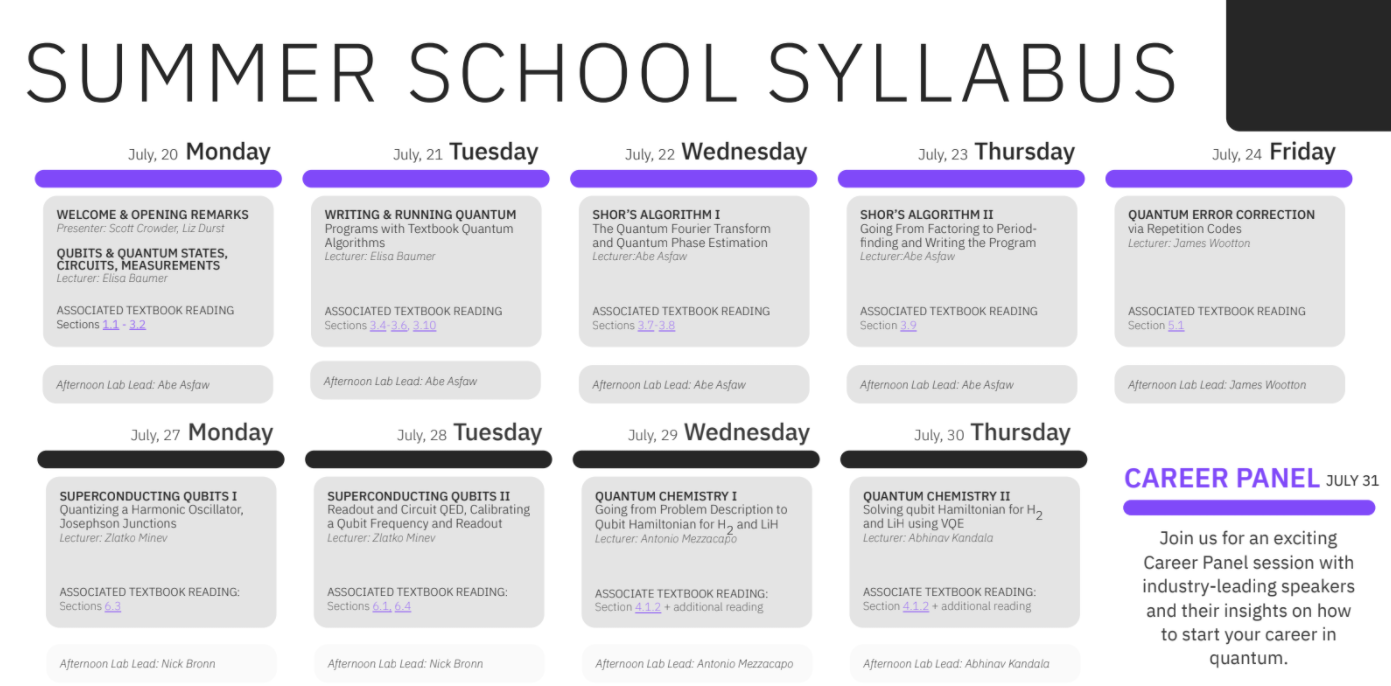 SUMMER SCHOOL SYLLABUS
July, 20 Monday
WELCOME & OPENING REMARKS
Presenter: Scott Crowder, Liz Durst
QUBITS & QUANTUM STATES,
CIRCUITS, MEASUREMENTS
Lecturer: Elisa Baumer
ASSOCIATED TEXTBOOK READING
Sections 1.1 - 3.2
Afternoon Lab Lead: Abe Asfaw
July, 21 Tuesday
WRITING & RUNNING QUANTUM
Programs with Textbook Quantum
Algorithms
Lecturer: Elisa Baumer
ASSOCIATED TEXTBOOK READING
Sections 3.4-3.6, 3.10
Afternoon Lab Lead: Abe Asfaw
July, 22 Wednesday
SHOR'S ALGORITHM I
The Quantum Fourier Transform
and Quantum Phase Estimation
Lecturer:Abe Asfaw
ASSOCIATED TEXTBOOK READING
Sections 3.7-3.8
Afternoon Lab Lead: Abe Asfaw
July, 23 Thursday
SHOR'S ALGORITHM II
Going From Factoring to Period-
finding and Writing the Program
Lecturer:Abe Asfaw
ASSOCIATED TEXTBOOK READING
Section 3.9
Afternoon Lab Lead: Abe Asfaw
July, 24 Friday
QUANTUM ERROR CORRECTION
via Repetition Codes
Lecturer: James Wootton
ASSOCIATED TEXTBOOK READING
Section 5.1
Afternoon Lab Lead: James Wootton
July, 27 Monday
SUPERCONDUCTING QUBITS I
Quantizing a Harmonic Oscillator,
Josephson Junctions
Lecturer: Zlatko Minev
ASSOCIATED TEXTBOOK READING:
Sections 6.3
Afternoon Lab Lead: Nick Bronn
July, 28 Tuesday
SUPERCONDUCTING QUBITS II
Readout and Circuit QED, Calibrating
a Qubit Frequency and Readout
Lecturer: Zlatko Minev
ASSOCIATED TEXTBOOK READING:
Sections 6.1, 6.4
Afternoon Lab Lead: Nick Bronn
July, 29 Wednesday
QUANTUM CHEMISTRY I
Going from Problem Description to
Qubit Hamiltonian for H2 and LiH
Lecturer: Antonio Mezzacapo
ASSOCIATE TEXTBOOK READING:
Section 4.1.2 + additional reading
Afternoon Lab Lead: Antonio Mezzacapo
July, 30 Thursday
QUANTUM CHEMISTRY II
Solving qubit Hamiltonian for H2
and LiH using VQE
Lecturer: Abhinav Kandala
ASSOCIATE TEXTBOOK READING:
Section 4.1.2 + additional reading
Afternoon Lab Lead: Abhinav Kandala
CAREER PANEL JULY 31
Join us for an exciting
Career Panel session with
industry-leading speakers
and their insights on how
to start your career in
quantum.